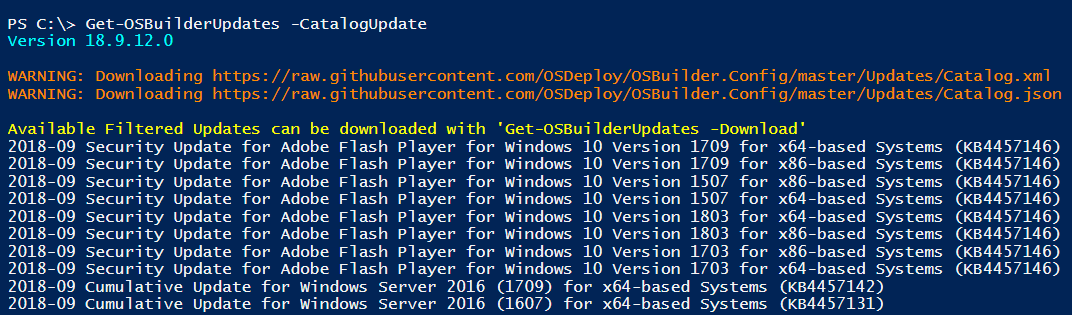 PS C:\> Get-OSBuilderUpdates -CatalogUpdate
Version 18.9.12.0
WARNING: Downloading https://raw.githubusercontent.com/OSDeploy/OSBuilder.Config/master/Updates/Catalog.xml
WARNING: Downloading https://raw.githubusercontent.com/OSDeploy/OSBuilder.Config/master/Updates/Catalog.json
Available Filtered Updates can be downloaded with 'Get-OSBuilderUpdates -Download'
2018-09 Security Update for Adobe Flash Player for Windows 10 Version 1709 for x64-based Systems (KB4457146)
2018-09 Security Update for Adobe Flash Player for Windows 10 Version 1709 for x86-based Systems (KB4457146)
2018-09 Security Update for Adobe Flash Player for Windows 10 Version 1507 for x86-based Systems (KB4457146)
2018-09 Security Update for Adobe Flash Player for Windows 10 Version 1507 for x64-based Systems (KB4457146)
2018-09 Security Update for Adobe Flash Player for Windows 10 Version 1803 for x64-based Systems (KB4457146)
2018-09 Security Update for Adobe Flash Player for Windows 10 Version 1803 for x86-based Systems (KB4457146)
2018-09 Security Update for Adobe Flash Player for Windows 10 Version 1703 for x86-based Systems (KB4457146)
2018-09 Security Update for Adobe Flash Player for Windows 10 Version 1703 for x64-based Systems (KB4457146)
2018-09 Cumulative Update for Windows Server 2016 (1709) for x64-based Systems (KB4457142)
2018-09 Cumulative Update for Windows Server 2016 (1607) for x64-based Systems (KB4457131)